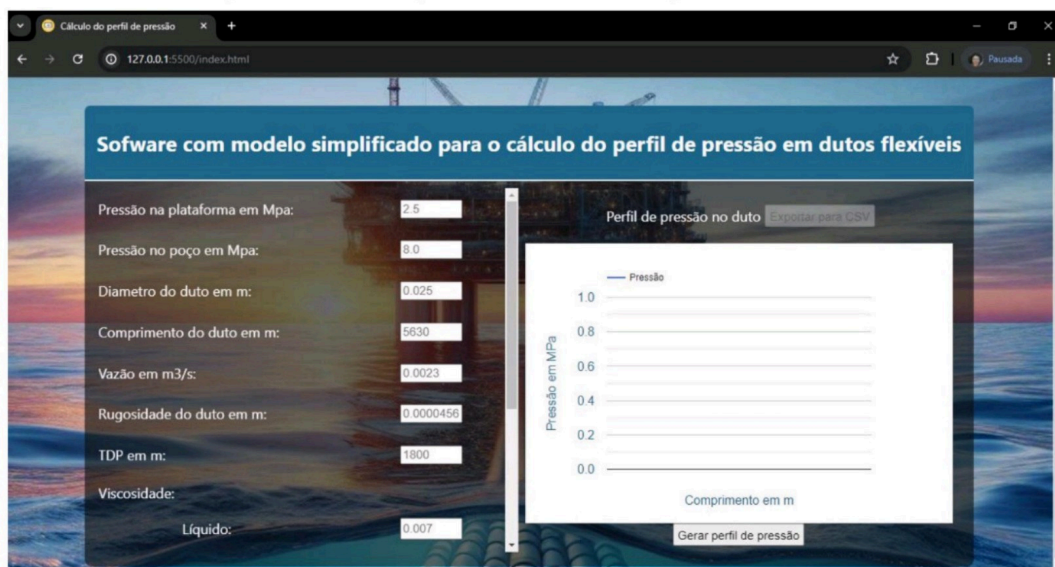 Cálculo do perfil de pressão
127.0.0.1:5500/index.html
Pausada
Sofware com modelo simplificado para o cálculo do perfil de pressão em dutos flexíveis
Pressão na plataforma em Mpa: 2.5
Pressão no poço em Mpa: 8.0
Diametro do duto em m: 0.025
Comprimento do duto em m: 5630
Vazão em m3/s: 0.0023
Rugosidade do duto em m: 0.0000456
TDP em m: 1800
Viscosidade:
Líquido: 0.007
Perfil de pressão no duto Exportar para CSV
Pressão
1.0
0.8
0.6
0.4
0.2
0.0
Pressão em MPa
Comprimento em m
Gerar perfil de pressão